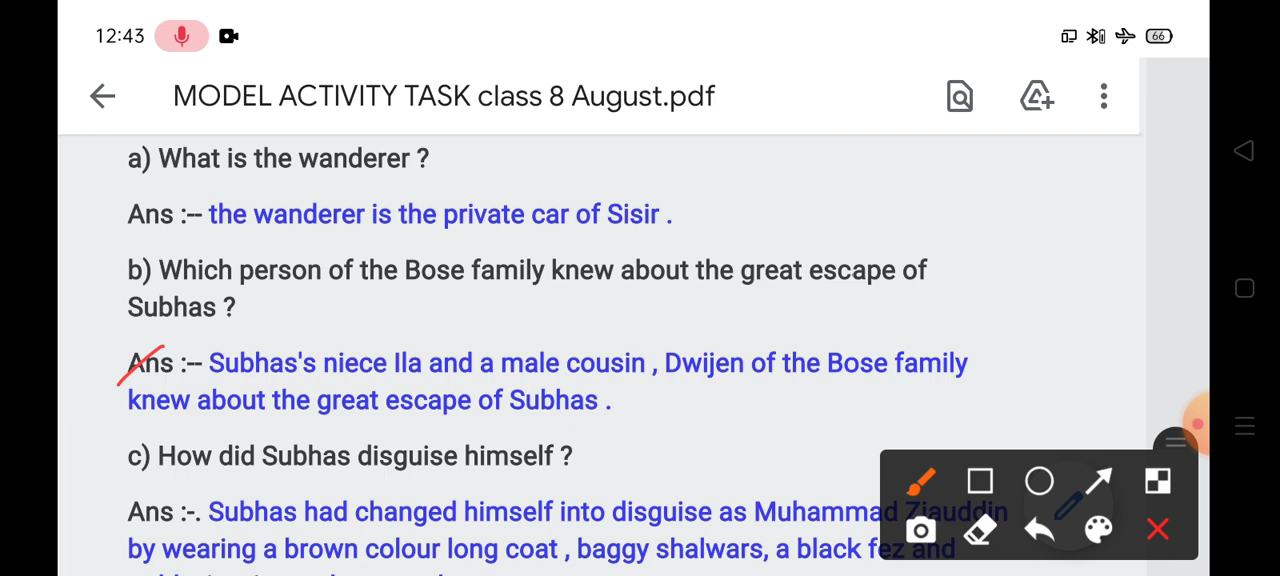 12:43
66
MODEL ACTIVITY TASK class 8 August.pdf
a) What is the wanderer ?
Ans :-- the wanderer is the private car of Sisir .
b) Which person of the Bose family knew about the great escape of
Subhas ?
Ans :-- Subhas's niece Ila and a male cousin , Dwijen of the Bose family
knew about the great escape of Subhas .
c) How did Subhas disguise himself ?
Ans :-. Subhas had changed himself into disguise as Muhammad Ziauddin
by wearing a brown colour long coat , baggy shalwars, a black fez and